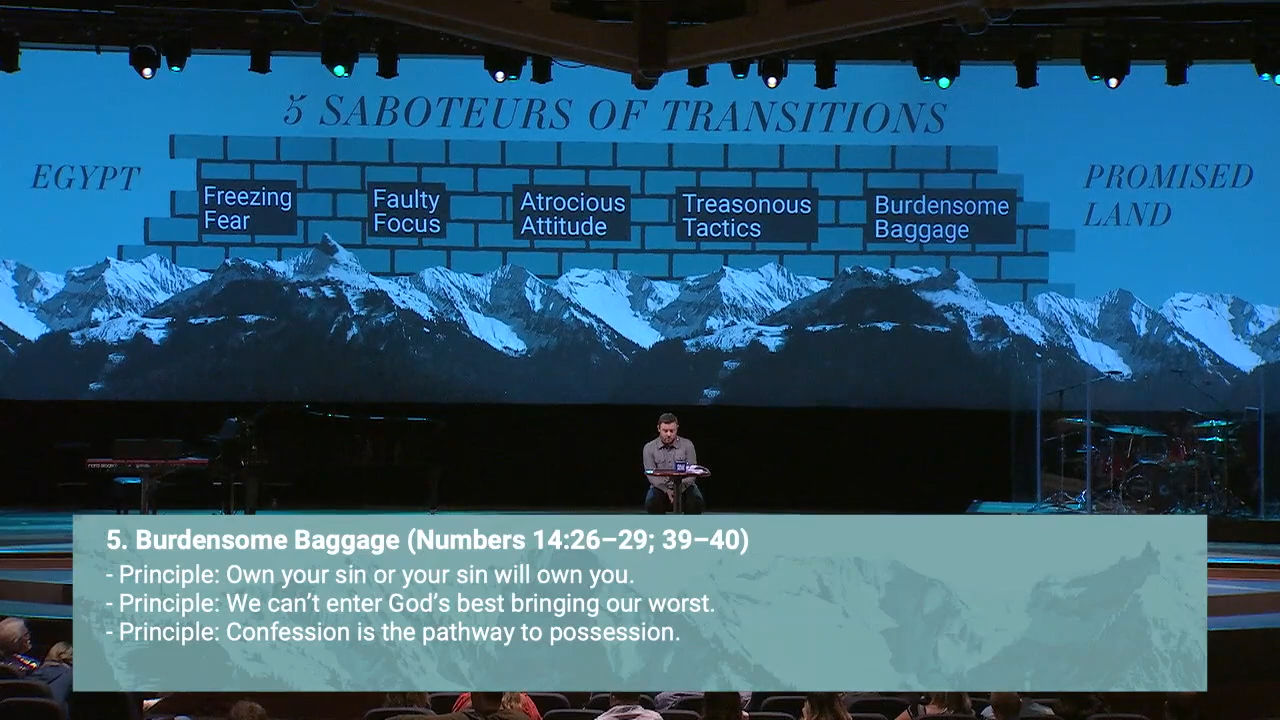 5 SABOTEURS OF TRANSITIONS
EGYPT
PROMISED
LAND
Freezing
Fear
Faulty
Focus
Atrocious
Attitude
Treasonous
Tactics
Burdensome
Baggage
5. Burdensome Baggage (Numbers 14:26–29; 39–40)
- Principle: Own your sin or your sin will own you.
- Principle: We can’t enter God’s best bringing our worst.
- Principle: Confession is the pathway to possession.